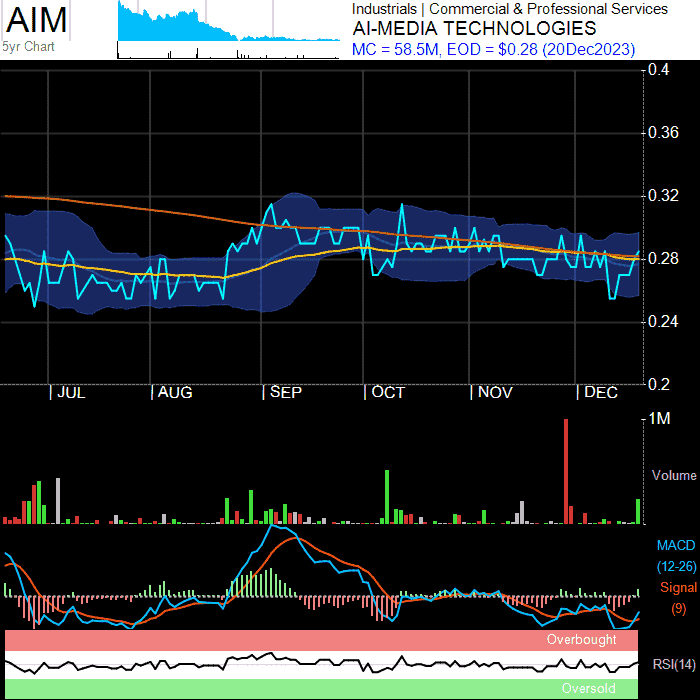 AIM
5yr Chart
Industrials | Commercial & Professional Services
AI-MEDIA TECHNOLOGIES
MC = 58.5M, EOD = $0.28 (20Dec2023)
0.4
0.36
0.32
0.28
0.24
0.2
| JUL | AUG | SEP | OCT | NOV | DEC
1M
Volume
MACD
(12-26)
Signal
(9)
Overbought
RSI(14)
Oversold